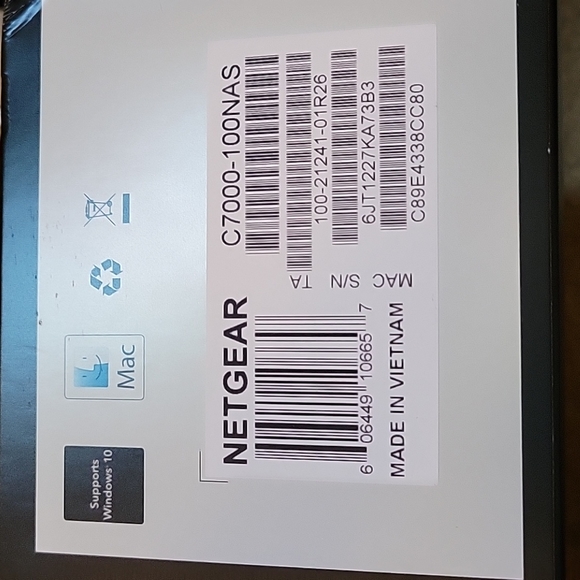 Supports
Windows 10
Mac
NETGEAR
C7000-100NAS
6 06449 10665 7
MADE IN VIETNAM
TA
100-21241-01R26
S/N
6JT1227KA73B3
MAC
C89E4338CC80